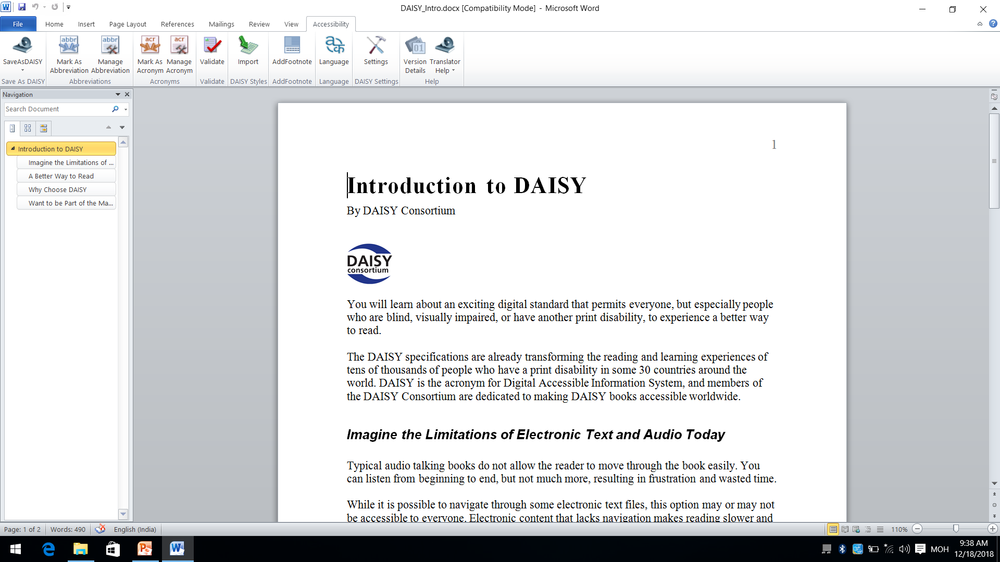 DAISY_Intro.docx [Compatibility Mode] - Microsoft Word
File Home Insert Page Layout References Mailings Review View Accessibility
abbr abbr acr acr
SaveAsDAISY Mark As Abbreviation Manage Abbreviation Mark As Acronym Manage Acronym Validate Import AddFootnote Language Settings Version Details Translator Help
Save As DAISY Abbreviations Acronyms Validate DAISY Styles AddFootnote Language DAISY Settings Help
Navigation
Search Document
Introduction to DAISY
Imagine the Limitations of ...
A Better Way to Read
Why Choose DAISY
Want to be Part of the Ma...
1
Introduction to DAISY
By DAISY Consortium
DAISY
consortium
You will learn about an exciting digital standard that permits everyone, but especially people
who are blind, visually impaired, or have another print disability, to experience a better way
to read.
The DAISY specifications are already transforming the reading and learning experiences of
tens of thousands of people who have a print disability in some 30 countries around the
world. DAISY is the acronym for Digital Accessible Information System, and members of
the DAISY Consortium are dedicated to making DAISY books accessible worldwide.
Imagine the Limitations of Electronic Text and Audio Today
Typical audio talking books do not allow the reader to move through the book easily. You
can listen from beginning to end, but not much more, resulting in frustration and wasted time.
While it is possible to navigate through some electronic text files, this option may or may not
be accessible to everyone. Electronic content that lacks navigation makes reading slower and
Page: 1 of 2 Words: 490 English (India) 110%
MOH 9:38 AM
12/18/2018